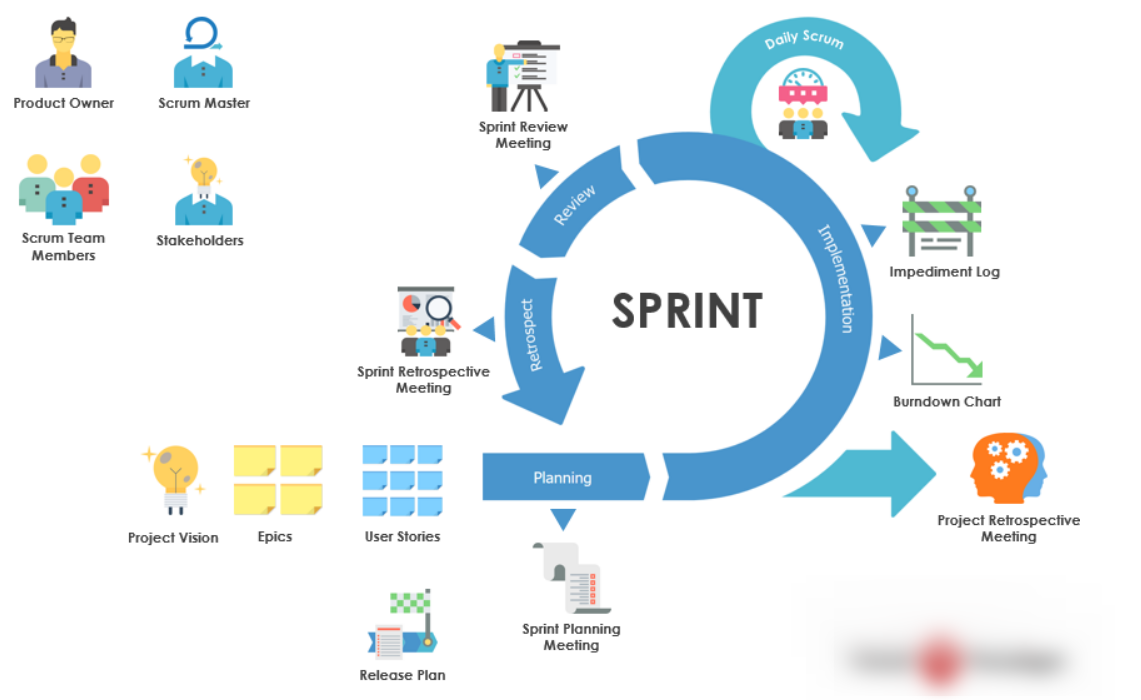 Product Owner
Scrum Master
Scrum Team
Members
Stakeholders
Sprint Review
Meeting
Daily Scrum
Review
Implementation
Retrospect
SPRINT
Impediment Log
Burndown Chart
Sprint Retrospective
Meeting
Planning
Project Vision
Epics
User Stories
Project Retrospective
Meeting
Sprint Planning
Meeting
Release Plan